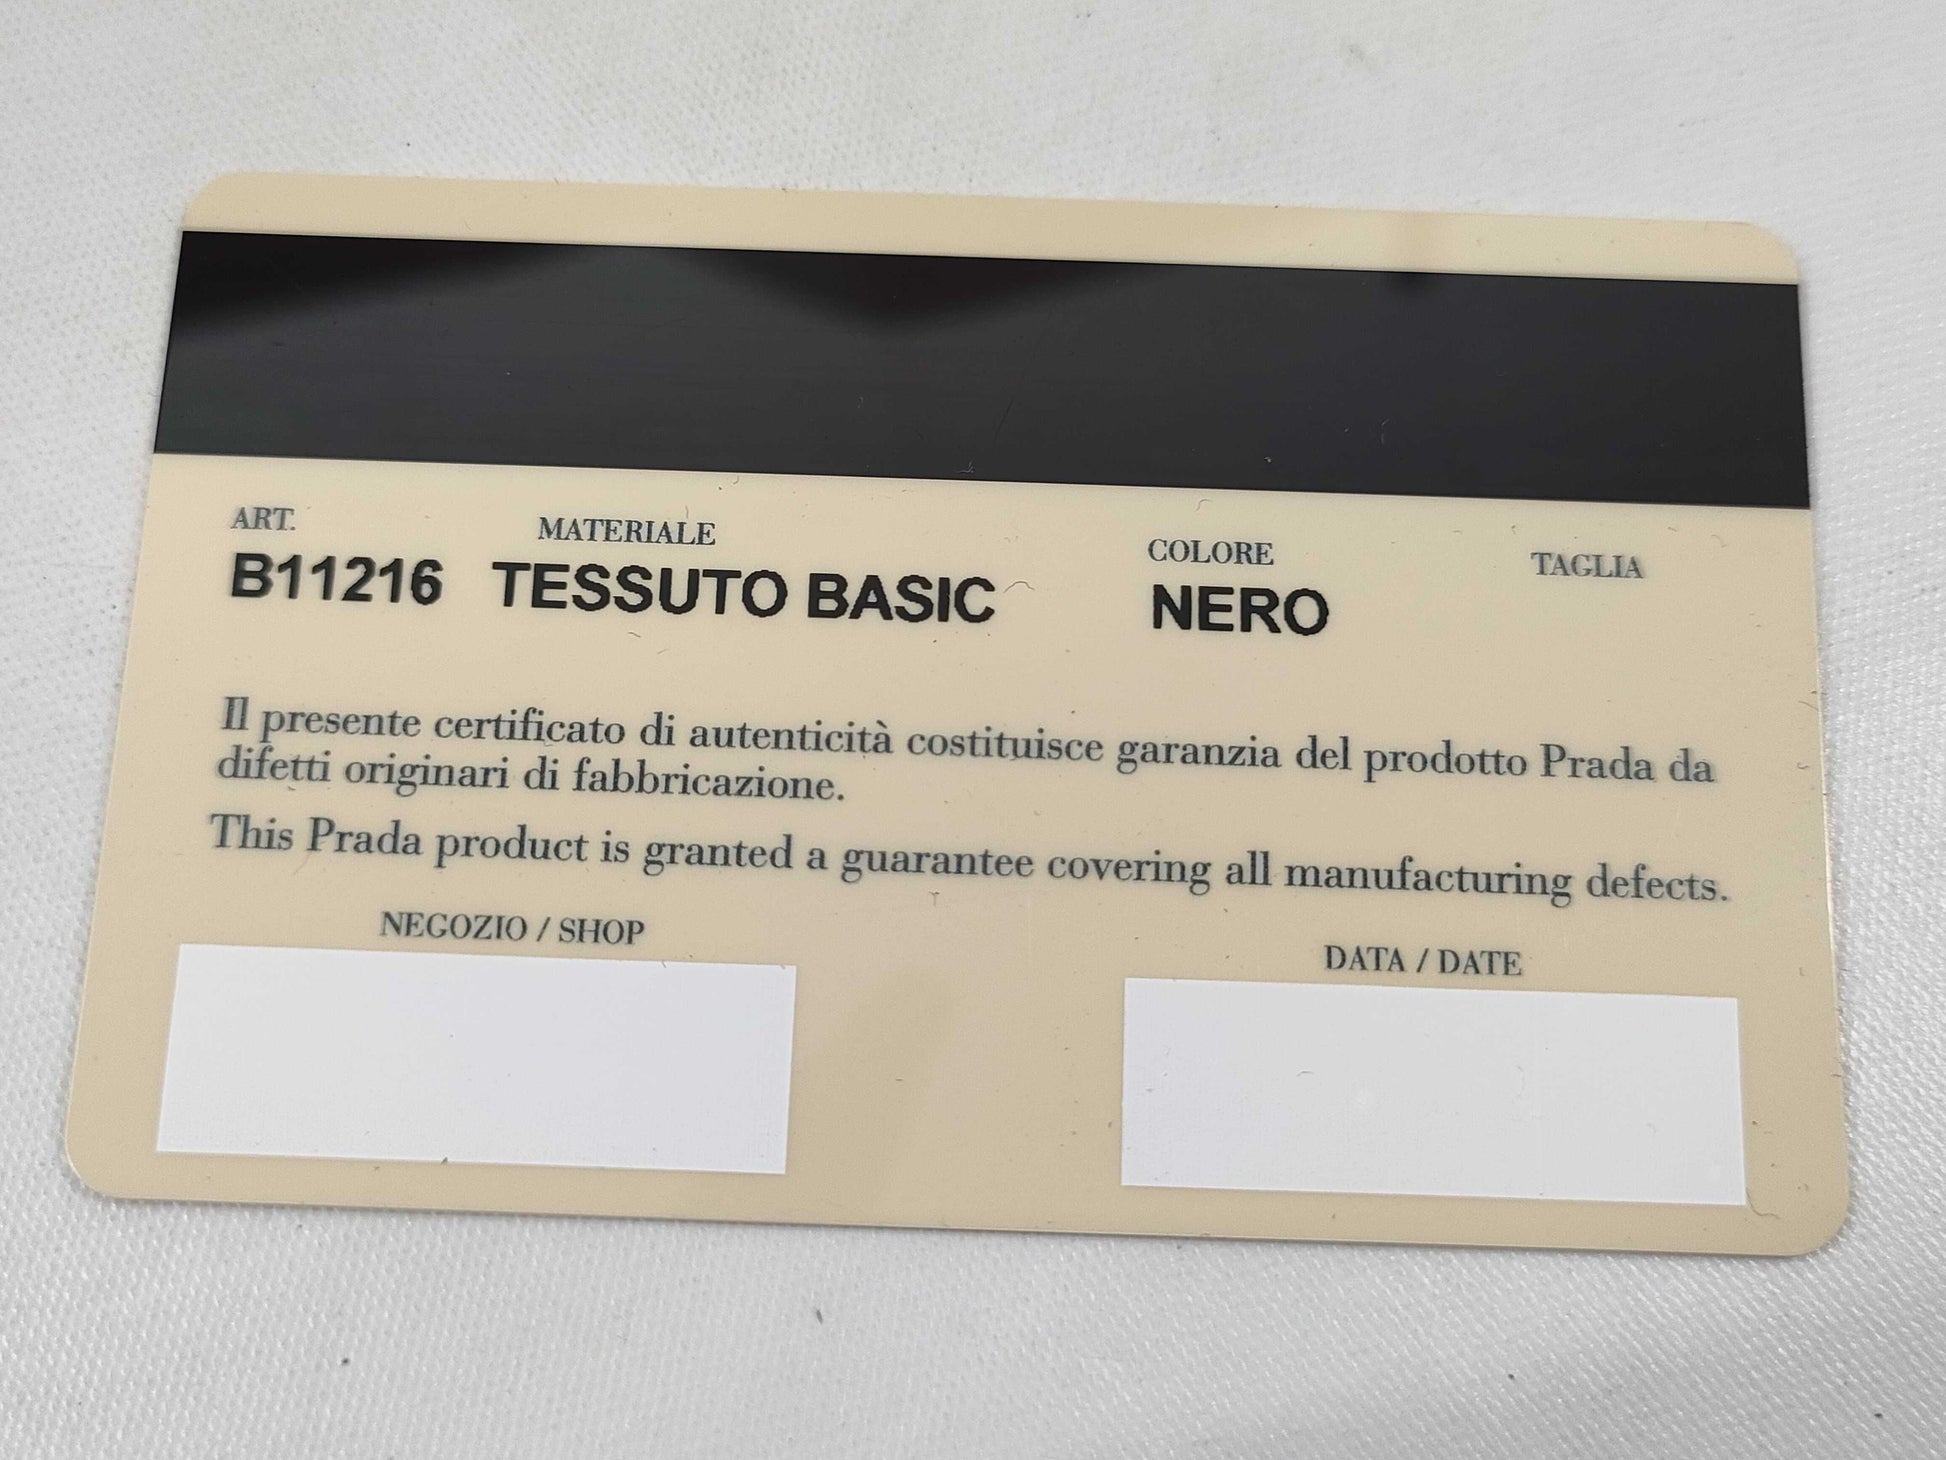 ART. MATERIALE COLORE TAGLIA
B11216 TESSUTO BASIC NERO
Il presente certificato di autenticità costituisce garanzia del prodotto Prada da
difetti originari di fabbricazione.
This Prada product is granted a guarantee covering all manufacturing defects.
NEGOZIO / SHOP DATA / DATE